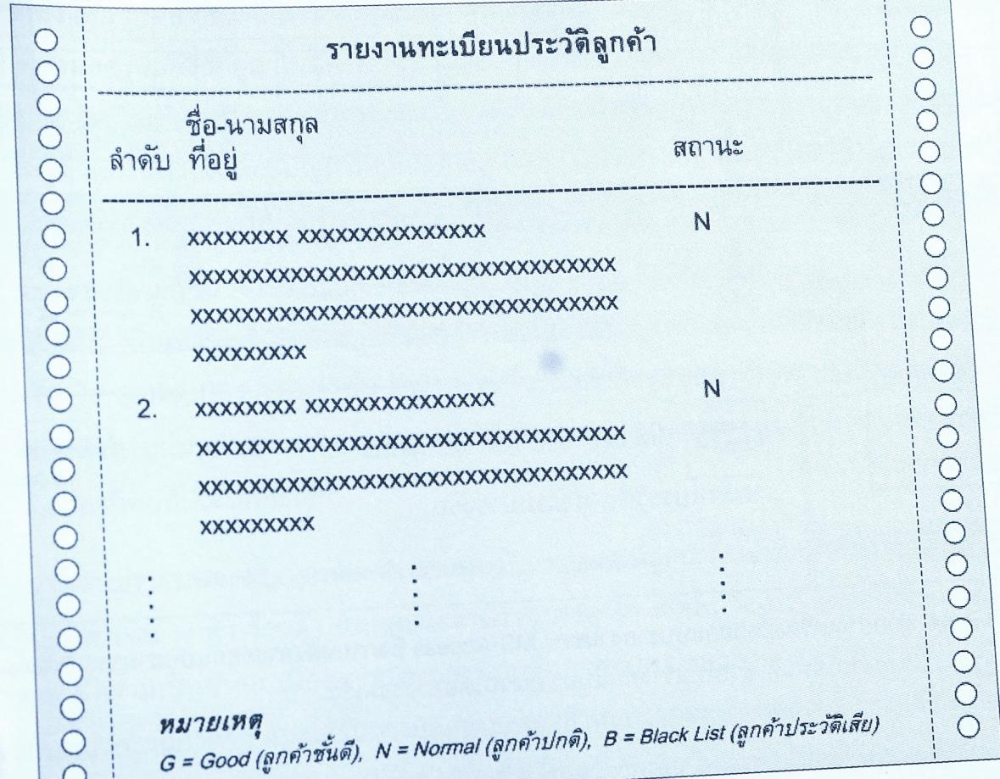 รายงานทะเบียนประวัติลูกค้า
ชื่อ-นามสกุล
ลำดับ ที่อยู่ สถานะ
1. xxxxxxxx xxxxxxxxxxxxxxx N
xxxxxxxxxxxxxxxxxxxxxxxxxxxxxxxxxx
xxxxxxxxxxxxxxxxxxxxxxxxxxxxxxxxxx
xxxxxxxxx
2. xxxxxxxx xxxxxxxxxxxxxxx N
xxxxxxxxxxxxxxxxxxxxxxxxxxxxxxxxxx
xxxxxxxxxxxxxxxxxxxxxxxxxxxxxxxxxx
xxxxxxxxx
หมายเหตุ
G = Good (ลูกค้าชั้นดี), N = Normal (ลูกค้าปกติ), B = Black List (ลูกค้าประวัติเสีย)